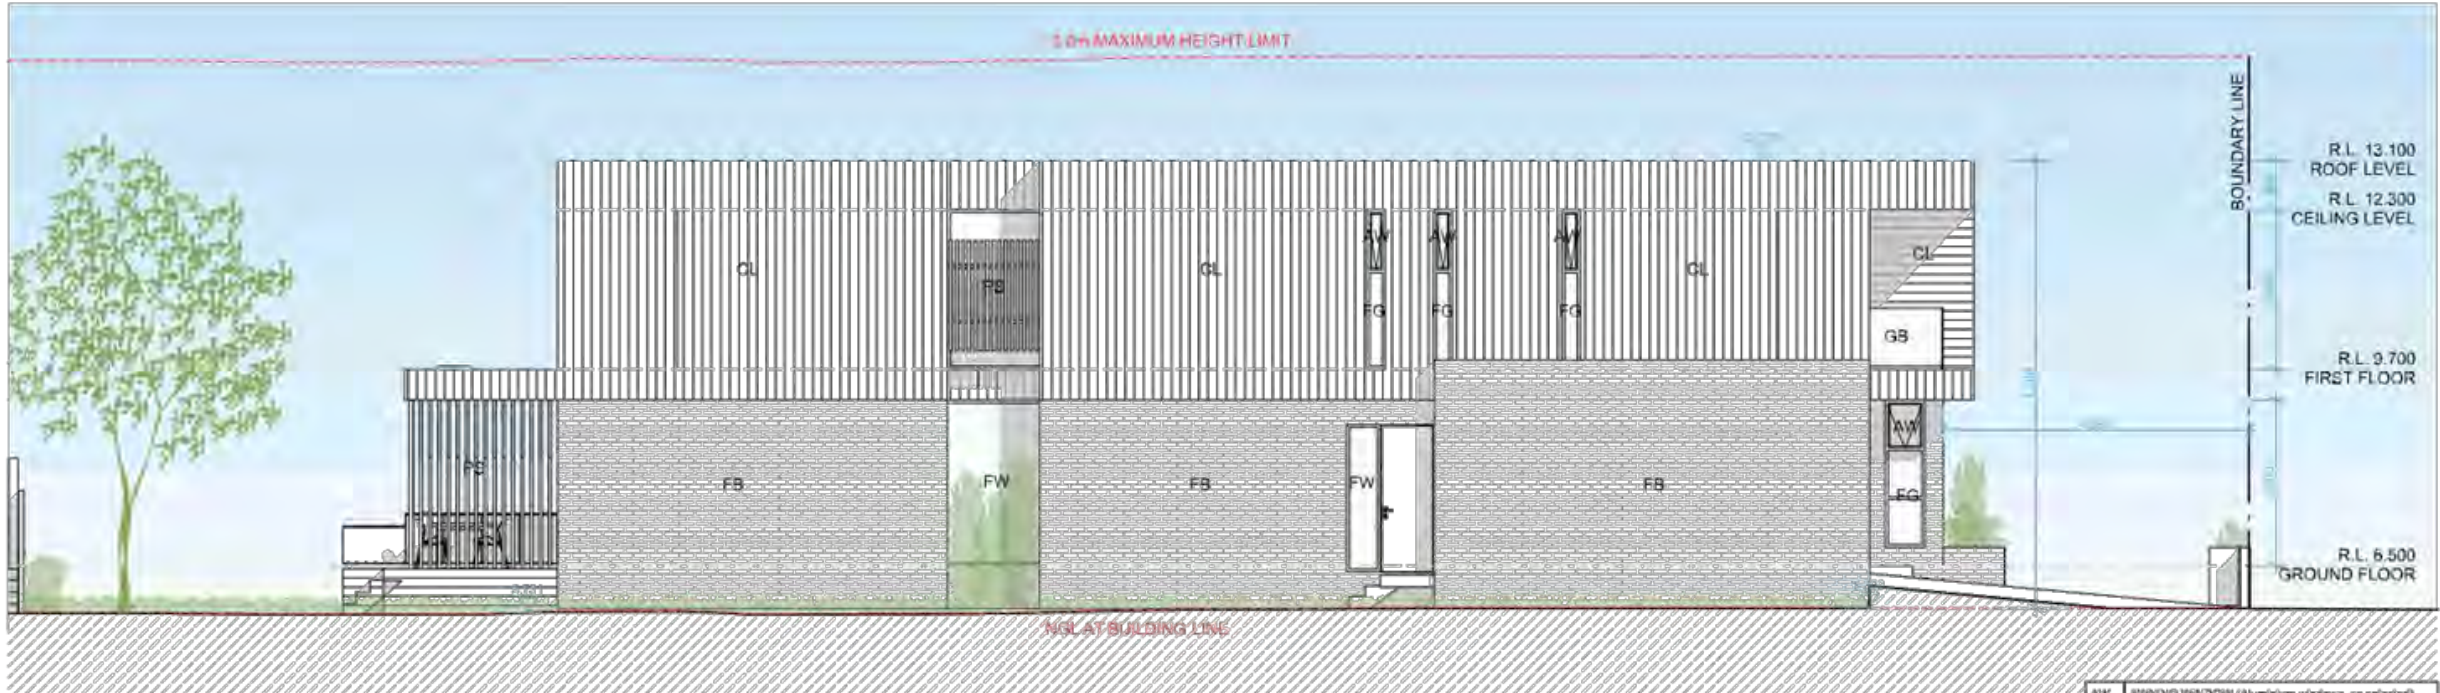 MAXIMUM HEIGHT LIMIT
BOUNDARY LINE
R.L. 13.100
ROOF LEVEL
R.L. 12.300
CEILING LEVEL
AW
AW
AW
CL
PS
CL
CL
CL
FG
FG
FG
GB
R.L. 9.700
FIRST FLOOR
AW
PS
FB
FW
FB
FW
FB
FG
R.L. 6.500
GROUND FLOOR
NGL AT BUILDING LINE
AW